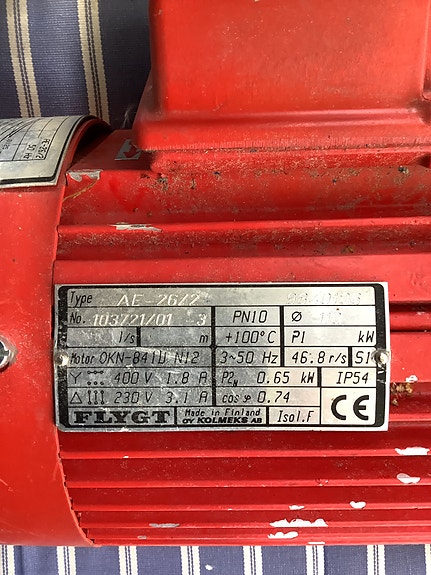 Type AE-26/2
No. 103721/01 3 PN10 Ø
l/s m +100°C P1 kW
Motor OKN-841U N12 3~50 Hz 46.8 r/s S1
Y 400 V 1.8 A P2N 0.65 kW IP54
Δ 230 V 3.1 A cos φ 0.74
FLYGT Made in Finland OY KOLMEKS AB Isol.F CE